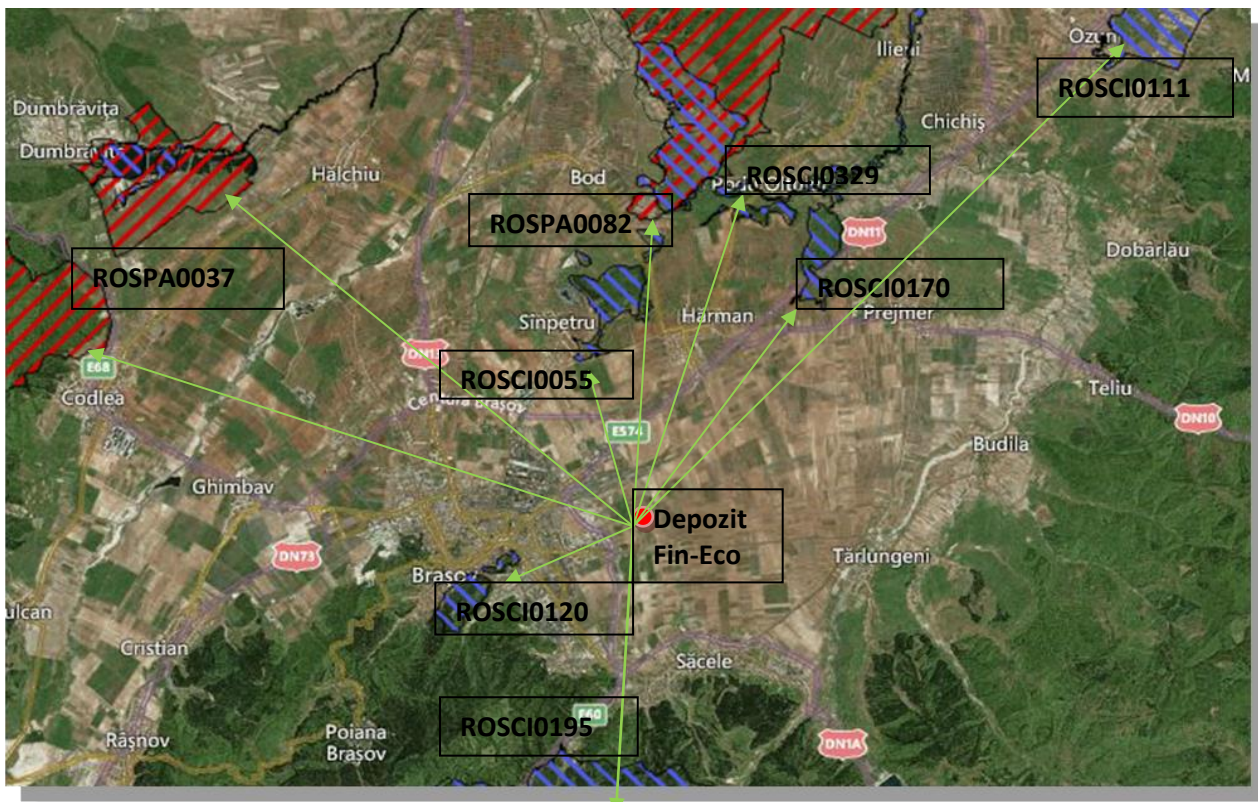 Ozun
Ilieni
ROSCI0111
M
Dumbrăvița
Chichiș
Dumbrăvița
Hălchiu
Bod
ROSCI0329
ROSPA0082
DN11
Dobârlău
ROSPA0037
ROSCI0170
Sînpetru
Hărman
Prejmer
DN13
E68
ROSCI0055
Codlea
Centura Brașov
Teliu
DN10
E574
Budila
Ghimbav
Depozit
Fin-Eco
DN73
Tărlungeni
Brașov
ROSCI0120
ulcan
Cristian
Săcele
E60
ROSCI0195
Râșnov
Poiana
Brașov
DN1A